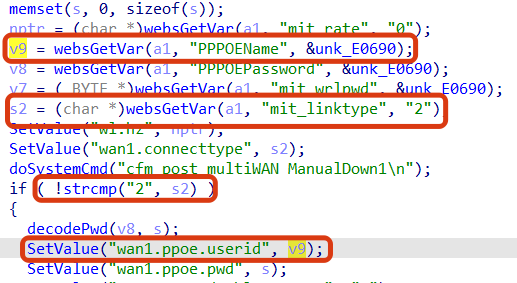 memset(s, 0, sizeof(s));
nptr = (char *)websGetVar(a1, "mit_rate", "0");
v9 = websGetVar(a1, "PPPOEName", &unk_E0690);
v8 = websGetVar(a1, "PPPOEPassword", &unk_E0690);
v7 = (_BYTE *)websGetVar(a1, "mit_wrlpwd", &unk_E0690);
s2 = (char *)websGetVar(a1, "mit_linktype", "2")
SetValue("wl.hz", nptr);
SetValue("wan1.connecttype", s2);
doSystemCmd("cfm post multiWAN ManualDown1\n");
if ( !strcmp("2", s2) )
{
decodePwd(v8, s);
SetValue("wan1.ppoe.userid", v9);
SetValue("wan1.ppoe.pwd", s);